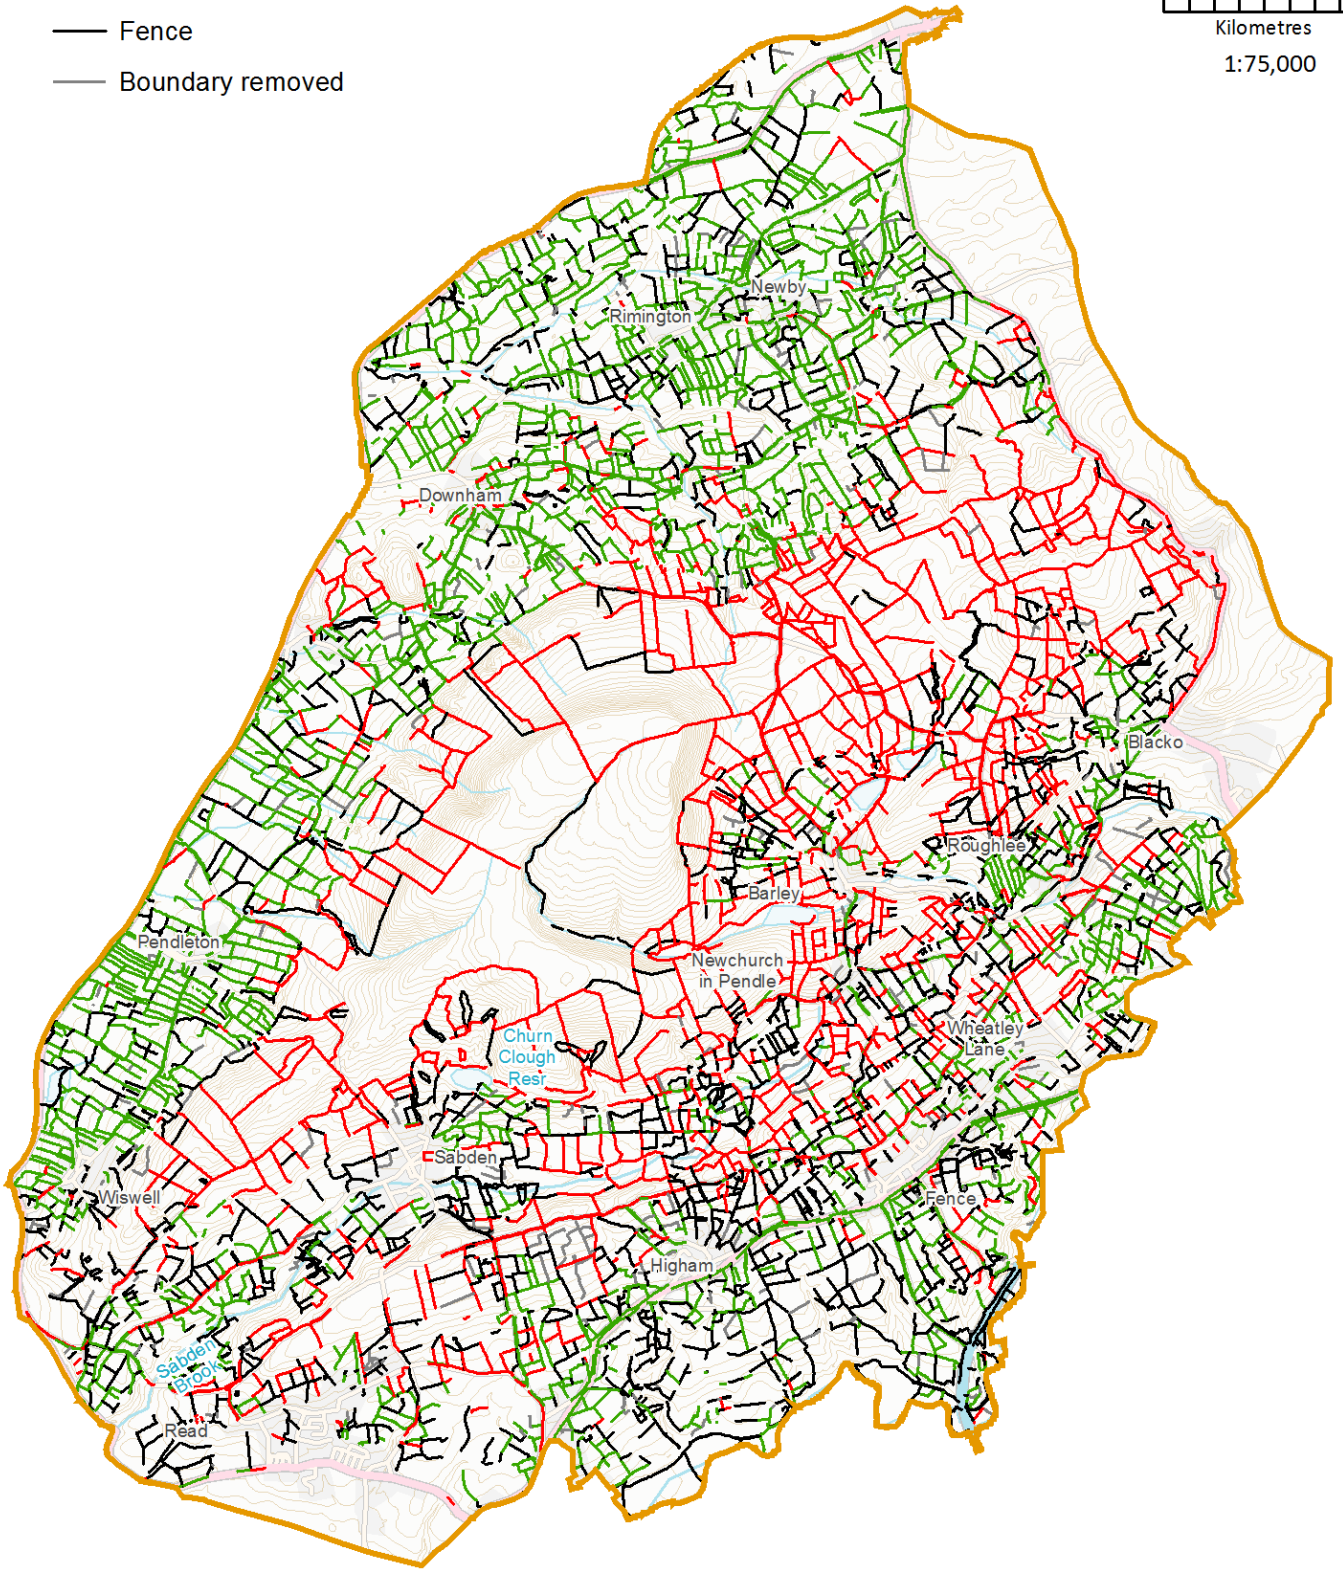 Fence
Boundary removed
Kilometres
1:75,000
Newby
Rimington
Downham
Blacko
Roughlee
Barley
Pendleton
Newchurch
in Pendle
Churn
Clough
Resr
Wheatley
Lane
Sabden
Wiswell
Fence
Higham
Sabden
Brook
Read